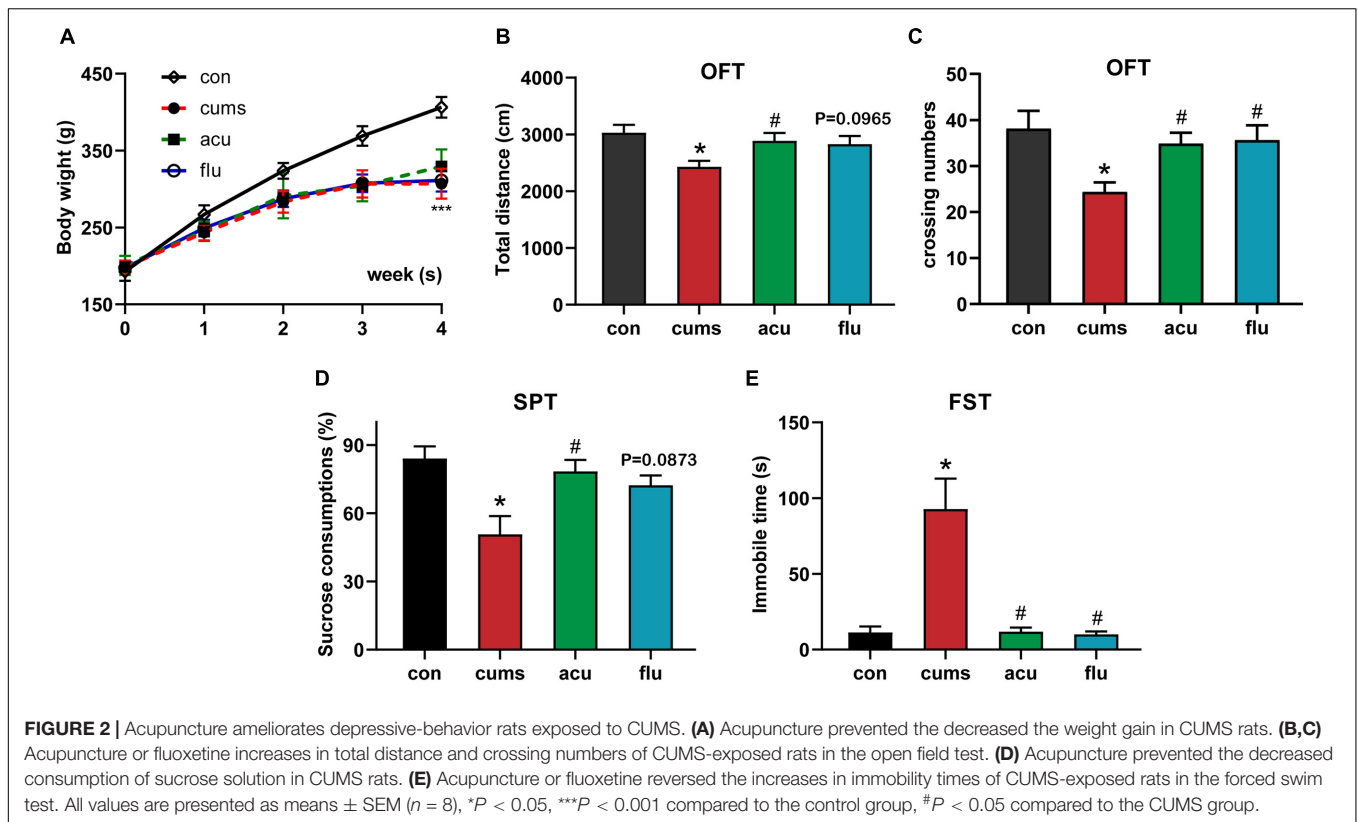 A
450
350
250
150
Body weight (g)
con
cums
acu
flu
***
week (s)
0 1 2 3 4
B
OFT
4000
3000
2000
1000
0
Total distance (cm)
*
#
P=0.0965
con cums acu flu
C
OFT
50
40
30
20
10
0
crossing numbers
*
#
#
con cums acu flu
D
SPT
90
60
30
0
Sucrose consumptions (%)
*
#
P=0.0873
con cums acu flu
E
FST
150
100
50
0
Immobile time (s)
*
#
#
con cums acu flu
FIGURE 2 | Acupuncture ameliorates depressive-behavior rats exposed to CUMS. (A) Acupuncture prevented the decreased the weight gain in CUMS rats. (B,C)
Acupuncture or fluoxetine increases in total distance and crossing numbers of CUMS-exposed rats in the open field test. (D) Acupuncture prevented the decreased
consumption of sucrose solution in CUMS rats. (E) Acupuncture or fluoxetine reversed the increases in immobility times of CUMS-exposed rats in the forced swim
test. All values are presented as means ± SEM (n = 8), *P < 0.05, ***P < 0.001 compared to the control group, #P < 0.05 compared to the CUMS group.